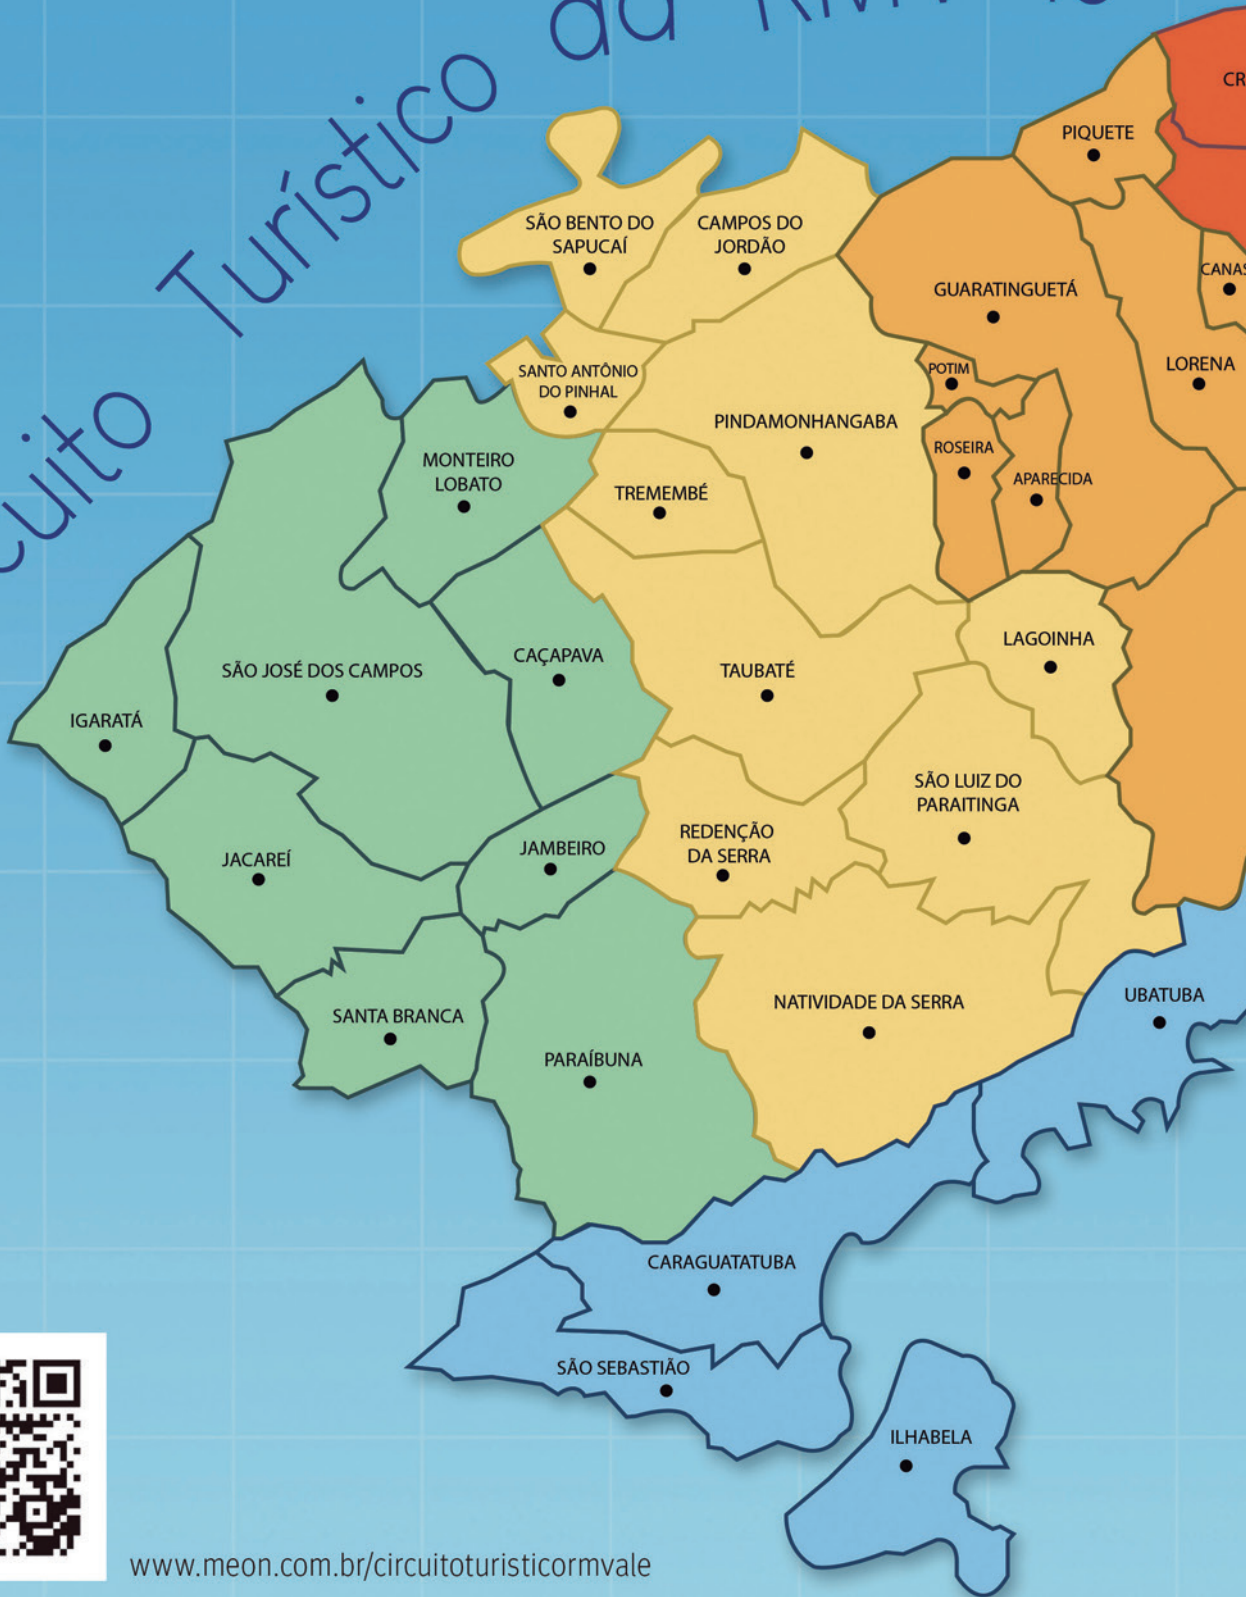 Turístico da
PIQUETE
SÃO BENTO DO
SAPUCAÍ
CAMPOS DO
JORDÃO
CANAS
GUARATINGUETÁ
POTIM
LORENA
SANTO ANTÔNIO
DO PINHAL
PINDAMONHANGABA
ROSEIRA
MONTEIRO
LOBATO
APARECIDA
TREMEMBÉ
LAGOINHA
CAÇAPAVA
SÃO JOSÉ DOS CAMPOS
TAUBATÉ
IGARATÁ
SÃO LUIZ DO
PARAITINGA
REDENÇÃO
DA SERRA
JAMBEIRO
JACAREÍ
UBATUBA
NATIVIDADE DA SERRA
SANTA BRANCA
PARAÍBUNA
CARAGUATATUBA
SÃO SEBASTIÃO
ILHABELA
www.meon.com.br/circuitoturisticormvale